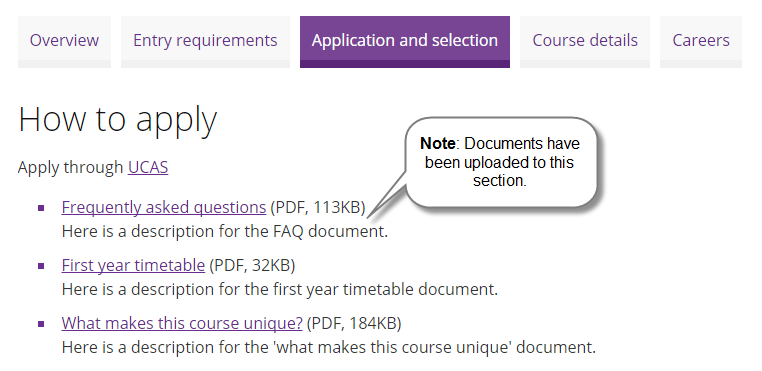 Overview
Entry requirements
Application and selection
Course details
Careers
How to apply
Note: Documents have
been uploaded to this
section.
Apply through UCAS
Frequently asked questions (PDF, 113KB)
Here is a description for the FAQ document.
First year timetable (PDF, 32KB)
Here is a description for the first year timetable document.
What makes this course unique? (PDF, 184KB)
Here is a description for the 'what makes this course unique' document.